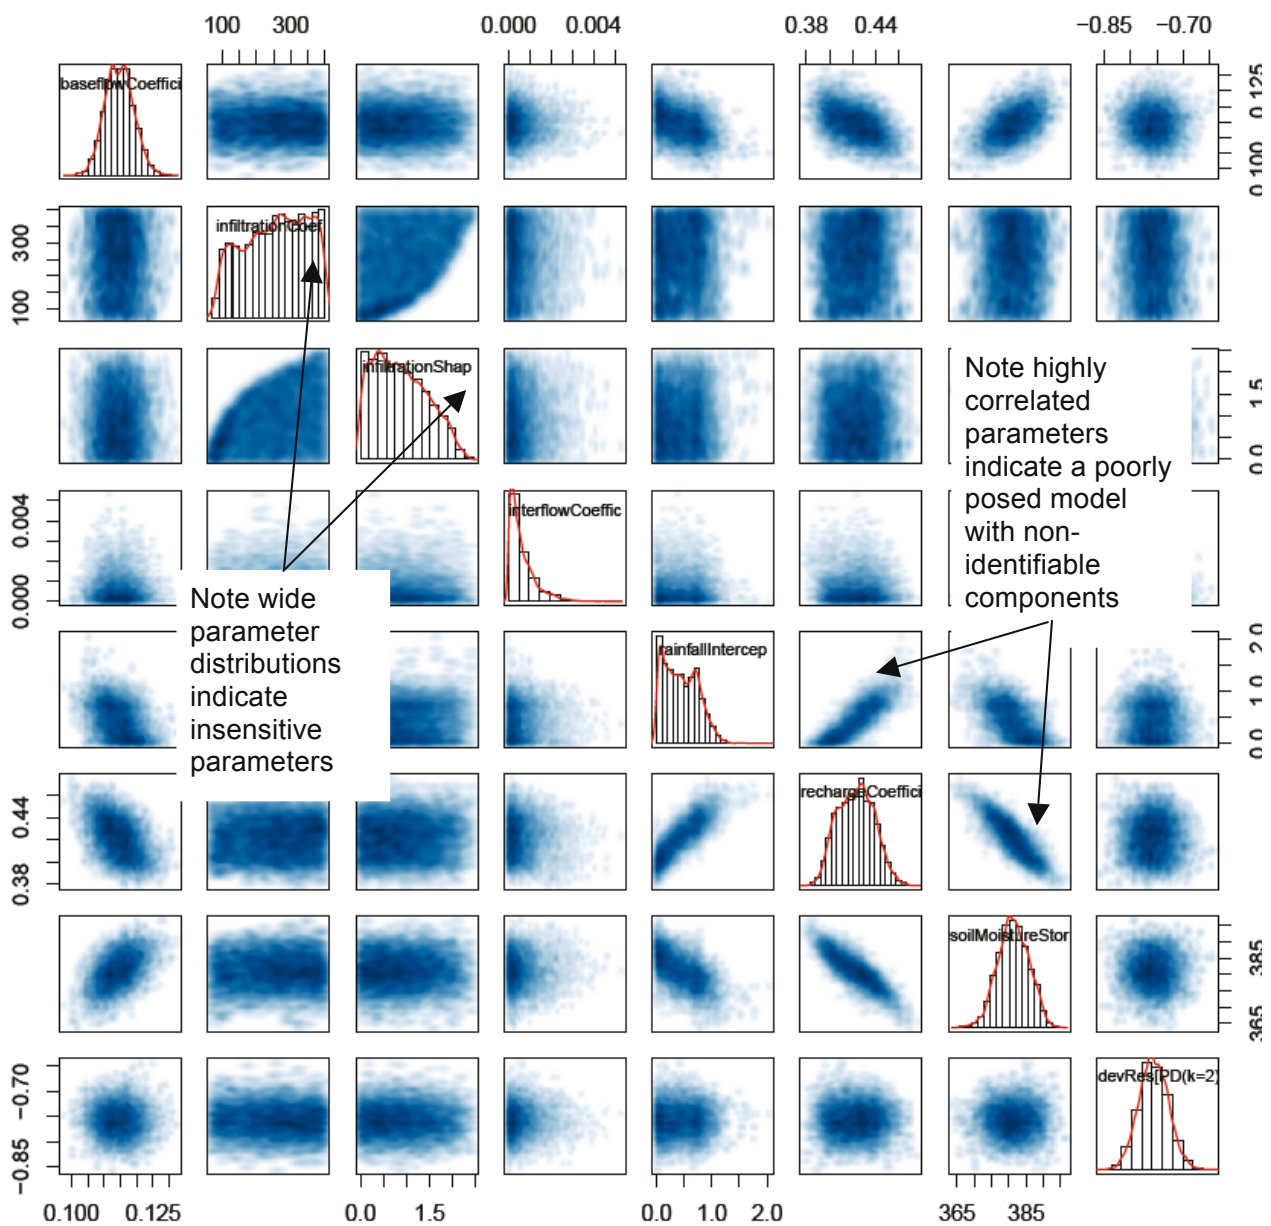 100 300 0.000 0.004 0.38 0.44 −0.85 −0.70
baseflowCoeffici
0.125
0.100
300
100
infiltrationCoef
infiltrationShap
1.5
0.0
Note highly
correlated
parameters
indicate a poorly
posed model
with non-
identifiable
components
0.004
0.000
interflowCoeffic
Note wide
parameter
distributions
indicate
insensitive
parameters
rainfallIntercep
2.0
1.0
0.0
0.44
0.38
rechargeCoeffici
soilMoistureStor
385
365
−0.70
−0.85
devRes[PD(k=2)
0.100 0.125 0.0 1.5 0.0 1.0 2.0 365 385